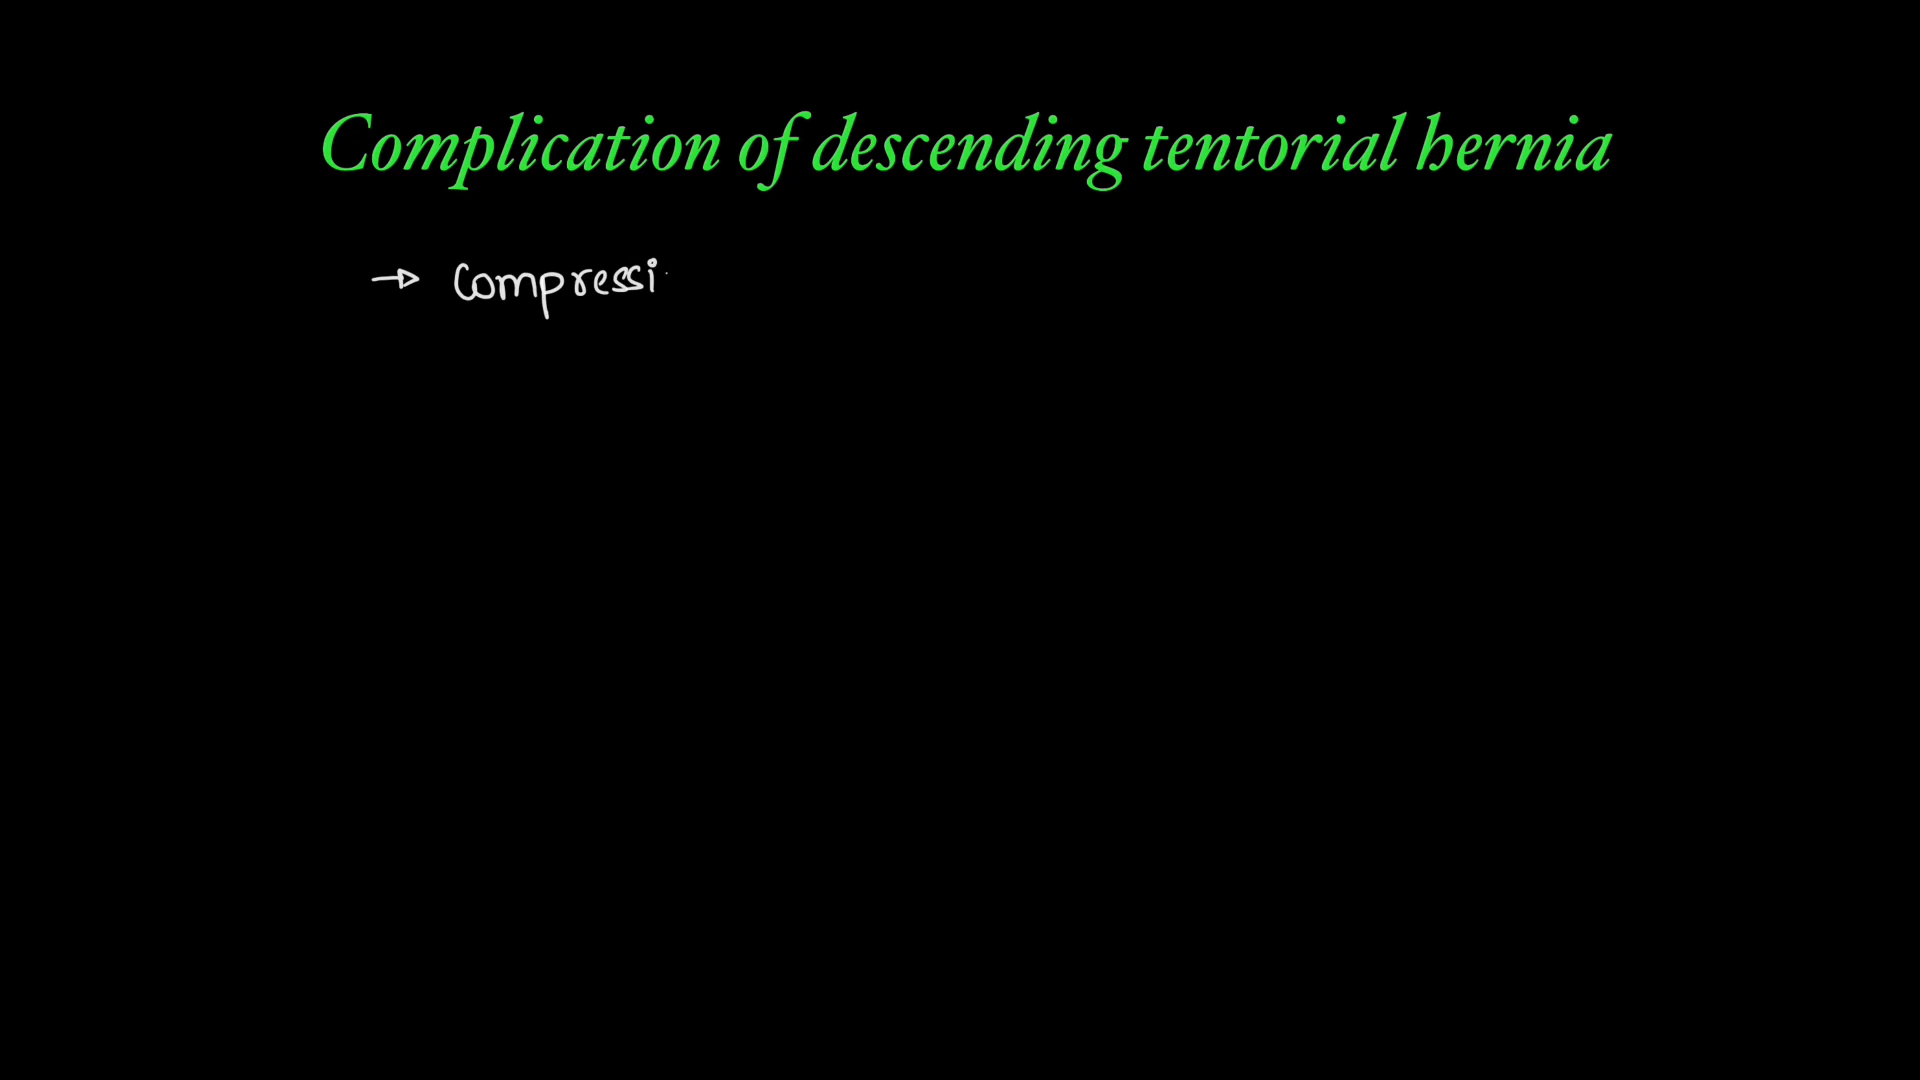 Complication of descending tentorial hernia
→ Compressi